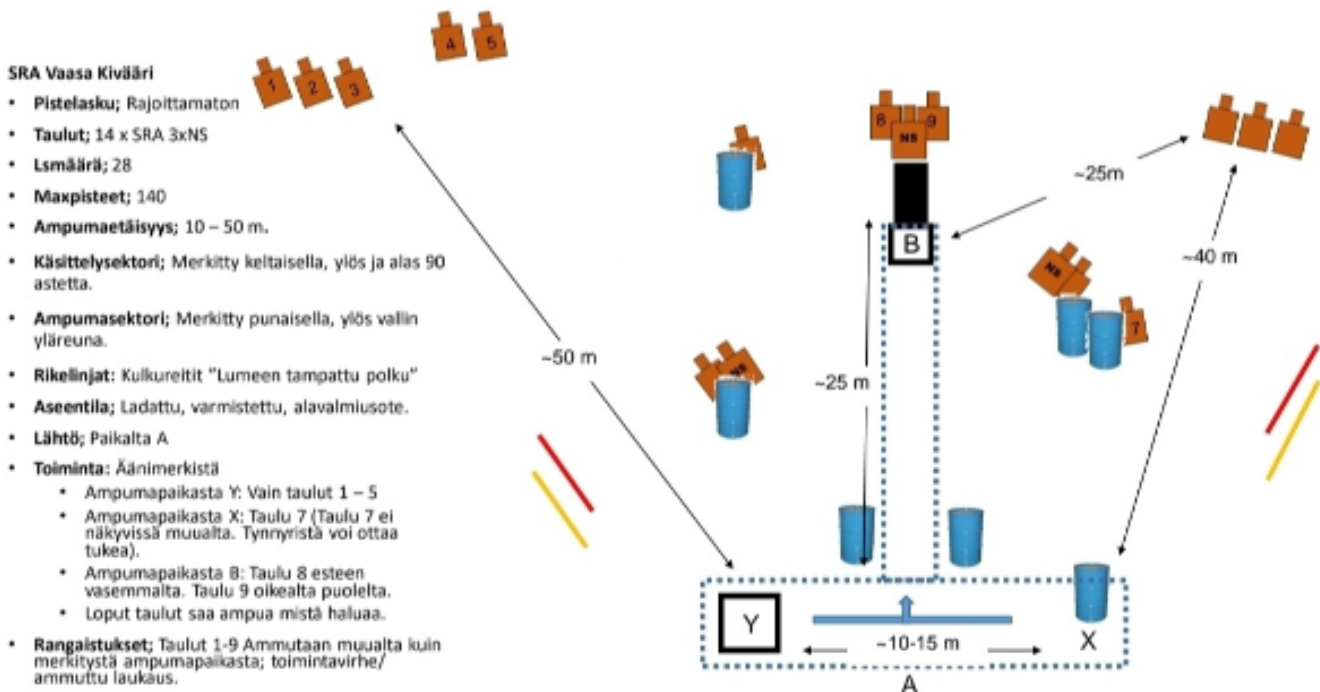 SRA Vaasa Kivääri
• Pistelasku; Rajoittamaton
• Taulut; 14 x SRA 3xNS
• Lsmäärä; 28
• Maxpisteet; 140
• Ampumaetäisyys; 10 – 50 m.
• Käsittelysektori; Merkitty keltaisella, ylös ja alas 90
astetta.
• Ampumasektori; Merkitty punaisella, ylös vallin
yläreuna.
• Rikelinjat: Kulkureitit "Lumeen tampattu polku"
• Aseentila; Ladattu, varmistettu, alavalmiusote.
• Lähtö; Paikalta A
• Toiminta: Äänimerkistä
• Ampumapaikasta Y: Vain taulut 1 – 5
• Ampumapaikasta X: Taulu 7 (Taulu 7 ei
näkyvissä muualta. Tynnyristä voi ottaa
tukea).
• Ampumapaikasta B: Taulu 8 esteen
vasemmalta. Taulu 9 oikealta puolelta.
• Loput taulut saa ampua mistä haluaa.
• Rangaistukset; Taulut 1-9 Ammutaan muualta kuin
merkitystä ampumapaikasta; toimintavirhe/
ammuttu laukaus.
1 2 3
4 5
8 9
NS
~25m
B
NS
~40 m
7
~50 m
NS
~25 m
Y
~10-15 m
X
A